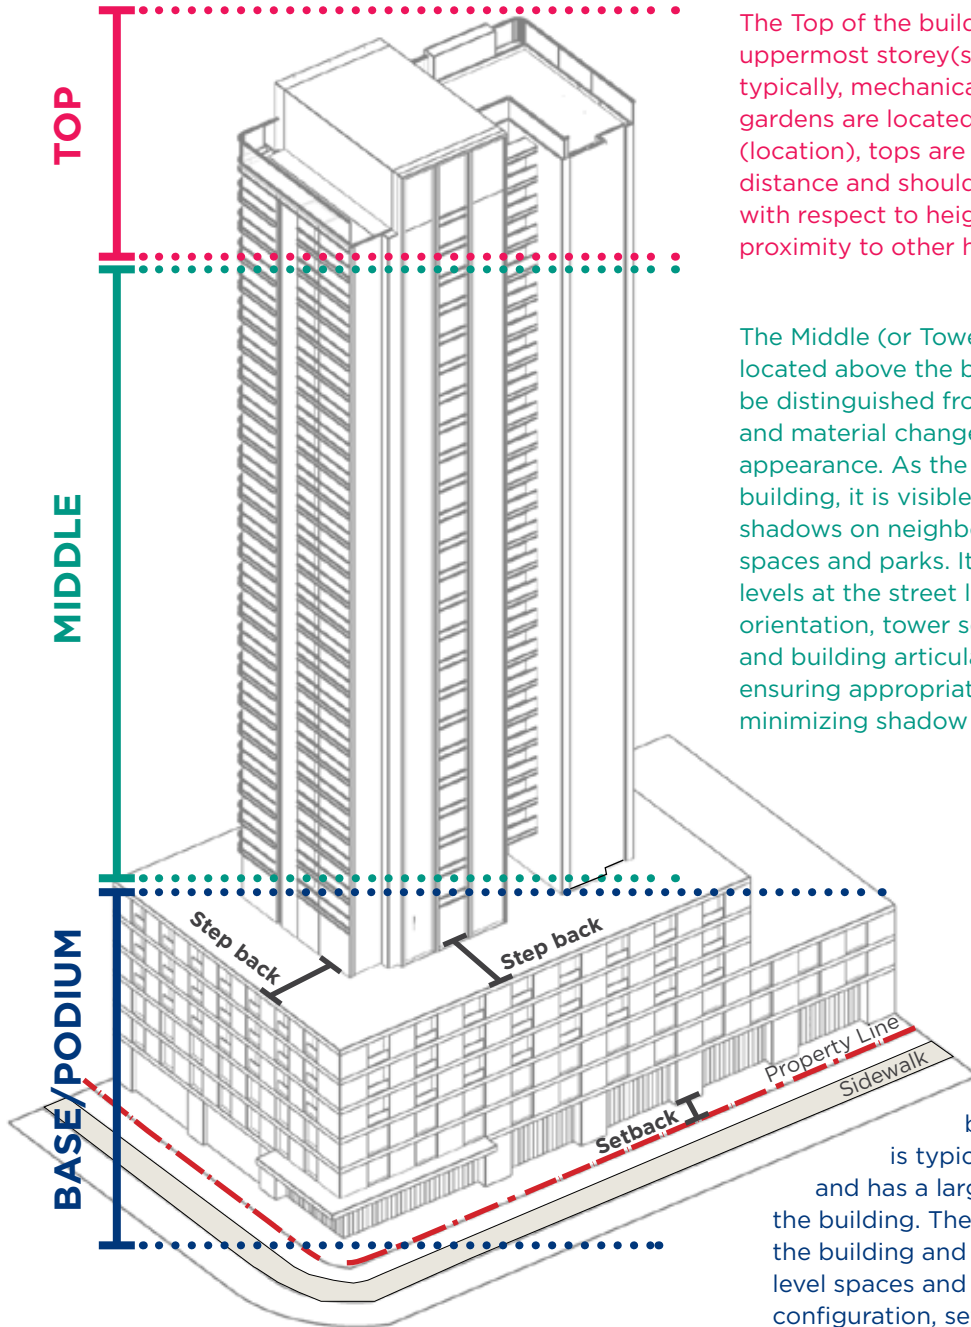 TOP
The Top of the build
uppermost storey(s
typically, mechanica
gardens are located
(location), tops are
distance and should
with respect to heig
proximity to other h
MIDDLE
The Middle (or Towe
located above the b
be distinguished fro
and material change
appearance. As the
building, it is visible
shadows on neighbo
spaces and parks. It
levels at the street l
orientation, tower se
and building articula
ensuring appropriat
minimizing shadow
BASE/PODIUM
Step back
Step back
Property Line
Sidewalk
Setback
b
is typic
and has a larg
the building. The
the building and
level spaces and
configuration, se